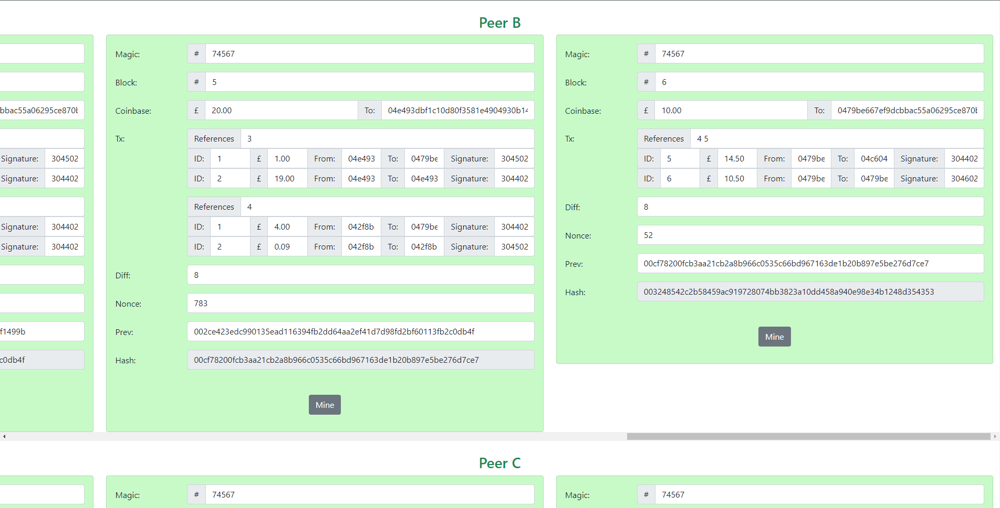 Peer B
bbac55a06295ce870b
Signature: 304502
Signature: 304402
Signature: 304402
Signature: 304402
f1499b
c0db4f
Magic: # 74567
Block: # 5
Coinbase: £ 20.00 To: 04e493dbf1c10d80f3581e4904930b14
Tx: References 3
ID: 1 £ 1.00 From: 04e493 To: 0479be Signature: 304502
ID: 2 £ 19.00 From: 04e493 To: 04e493 Signature: 304402
References 4
ID: 1 £ 4.00 From: 042f8b To: 0479be Signature: 304402
ID: 2 £ 0.09 From: 042f8b To: 042f8b Signature: 304502
Diff: 8
Nonce: 783
Prev: 002ce423edc990135ead116394fb2dd64aa2ef41d7d98fd2bf60113fb2c0db4f
Hash: 00cf78200fcb3aa21cb2a8b966c0535c66bd967163de1b20b897e5be276d7ce7
Mine
Magic: # 74567
Block: # 6
Coinbase: £ 10.00 To: 0479be667ef9dcbbac55a06295ce870b
Tx: References 4 5
ID: 5 £ 14.50 From: 0479be To: 04c604 Signature: 304402
ID: 6 £ 10.50 From: 0479be To: 0479be Signature: 304602
Diff: 8
Nonce: 52
Prev: 00cf78200fcb3aa21cb2a8b966c0535c66bd967163de1b20b897e5be276d7ce7
Hash: 003248542c2b58459ac919728074bb3823a10dd458a940e98e34b1248d354353
Mine
Peer C
Magic: # 74567
Magic: # 74567